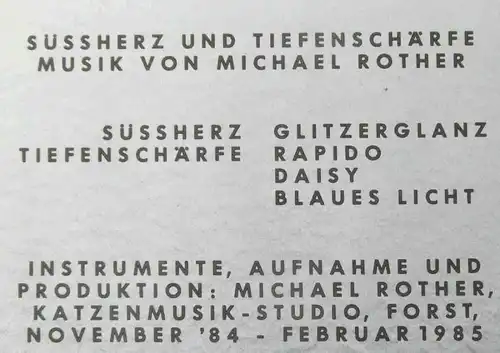 SÜSSHERZ UND TIEFENSCHÄRFE
MUSIK VON MICHAEL ROTHER
SÜSSHERZ GLITZERGLANZ
TIEFENSCHÄRFE RAPIDO
DAISY
BLAUES LICHT
INSTRUMENTE, AUFNAHME UND
PRODUKTION: MICHAEL ROTHER,
KATZENMUSIK-STUDIO, FORST,
NOVEMBER '84 - FEBRUAR 1985